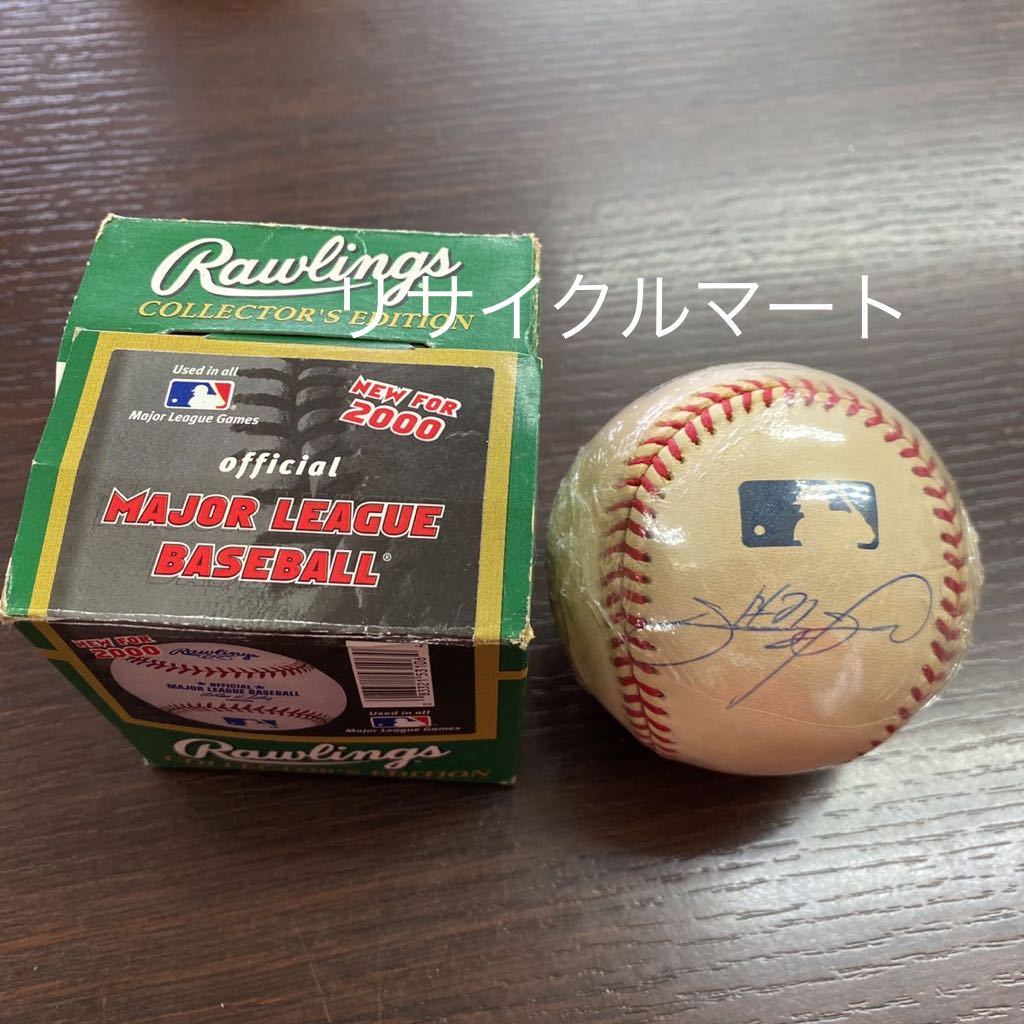 Rawlings
COLLECTOR'S EDITION
リサイクルマート
Used in all
Major League Games
NEW FOR
2000
official
MAJOR LEAGUE
BASEBALL®
NEW FOR
2000
Rawlings
OFFICIAL
MAJOR LEAGUE BASEBALL
Used in all
Major League Games
Rawlings
COLLECTOR'S EDITION